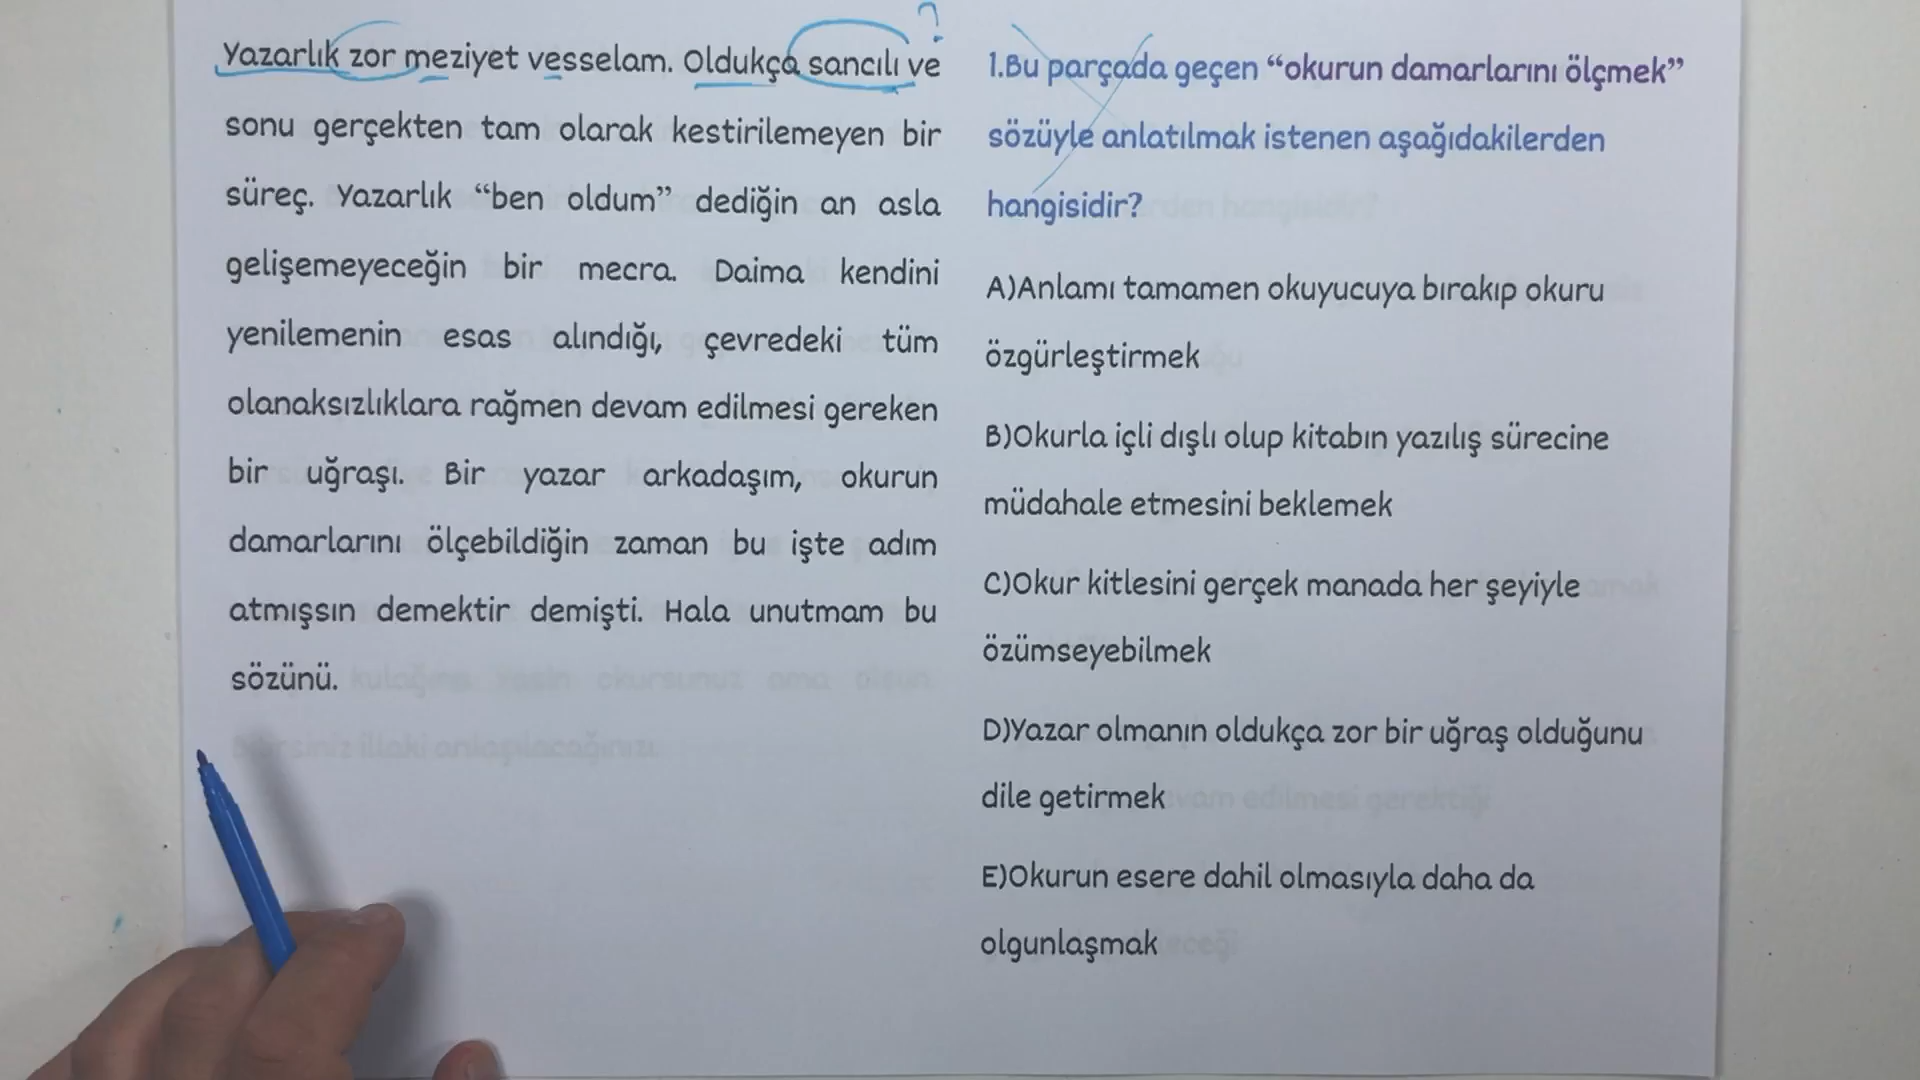 Yazarlık zor meziyet vesselam. Oldukça sancılı ve
sonu gerçekten tam olarak kestirilemeyen bir
süreç. Yazarlık “ben oldum” dediğin an asla
gelişemeyeceğin bir mecra. Daima kendini
yenilemenin esas alındığı, çevredeki tüm
olanaksızlıklara rağmen devam edilmesi gereken
bir uğraşı. Bir yazar arkadaşım, okurun
damarlarını ölçebildiğin zaman bu işte adım
atmışsın demektir demişti. Hala unutmam bu
sözünü.
?
1.Bu parçada geçen “okurun damarlarını ölçmek”
sözüyle anlatılmak istenen aşağıdakilerden
hangisidir?
A)Anlamı tamamen okuyucuya bırakıp okuru
özgürleştirmek
B)Okurla içli dışlı olup kitabın yazılış sürecine
müdahale etmesini beklemek
C)Okur kitlesini gerçek manada her şeyiyle
özümseyebilmek
D)Yazar olmanın oldukça zor bir uğraş olduğunu
dile getirmek
E)Okurun esere dahil olmasıyla daha da
olgunlaşmak